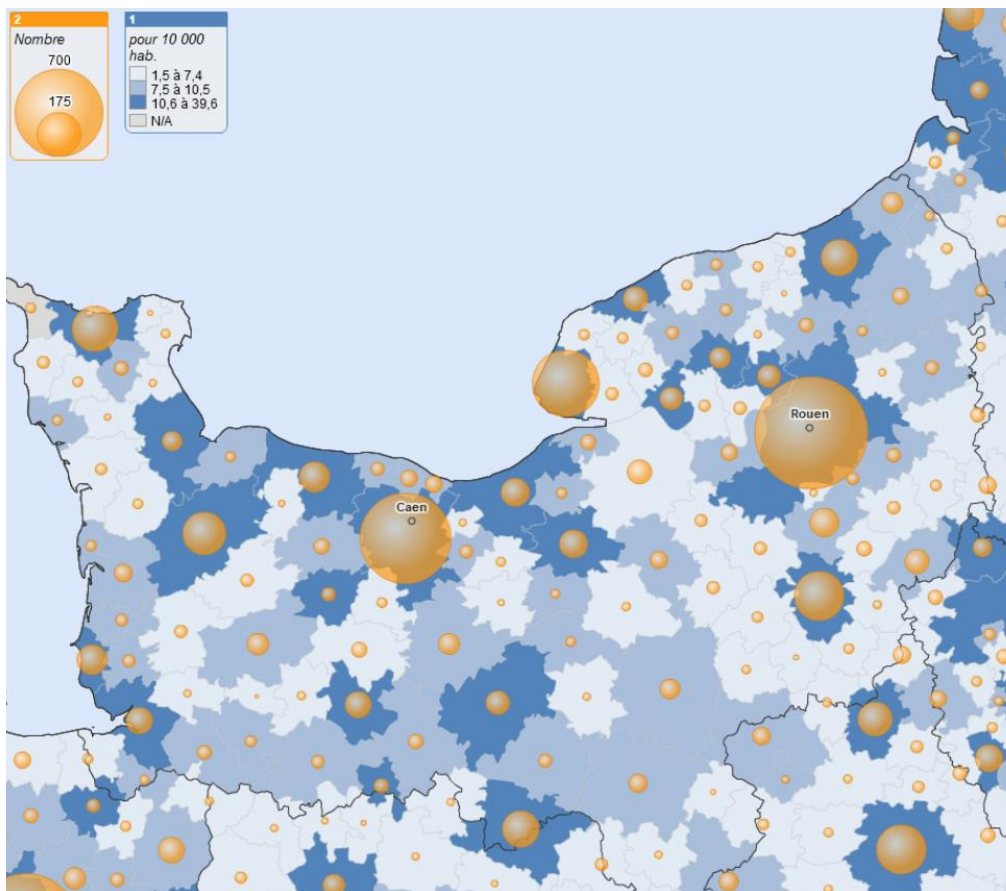 2
Nombre
700
175
1
pour 10 000
hab.
1,5 à 7,4
7,5 à 10,5
10,6 à 39,6
N/A
Rouen
Caen